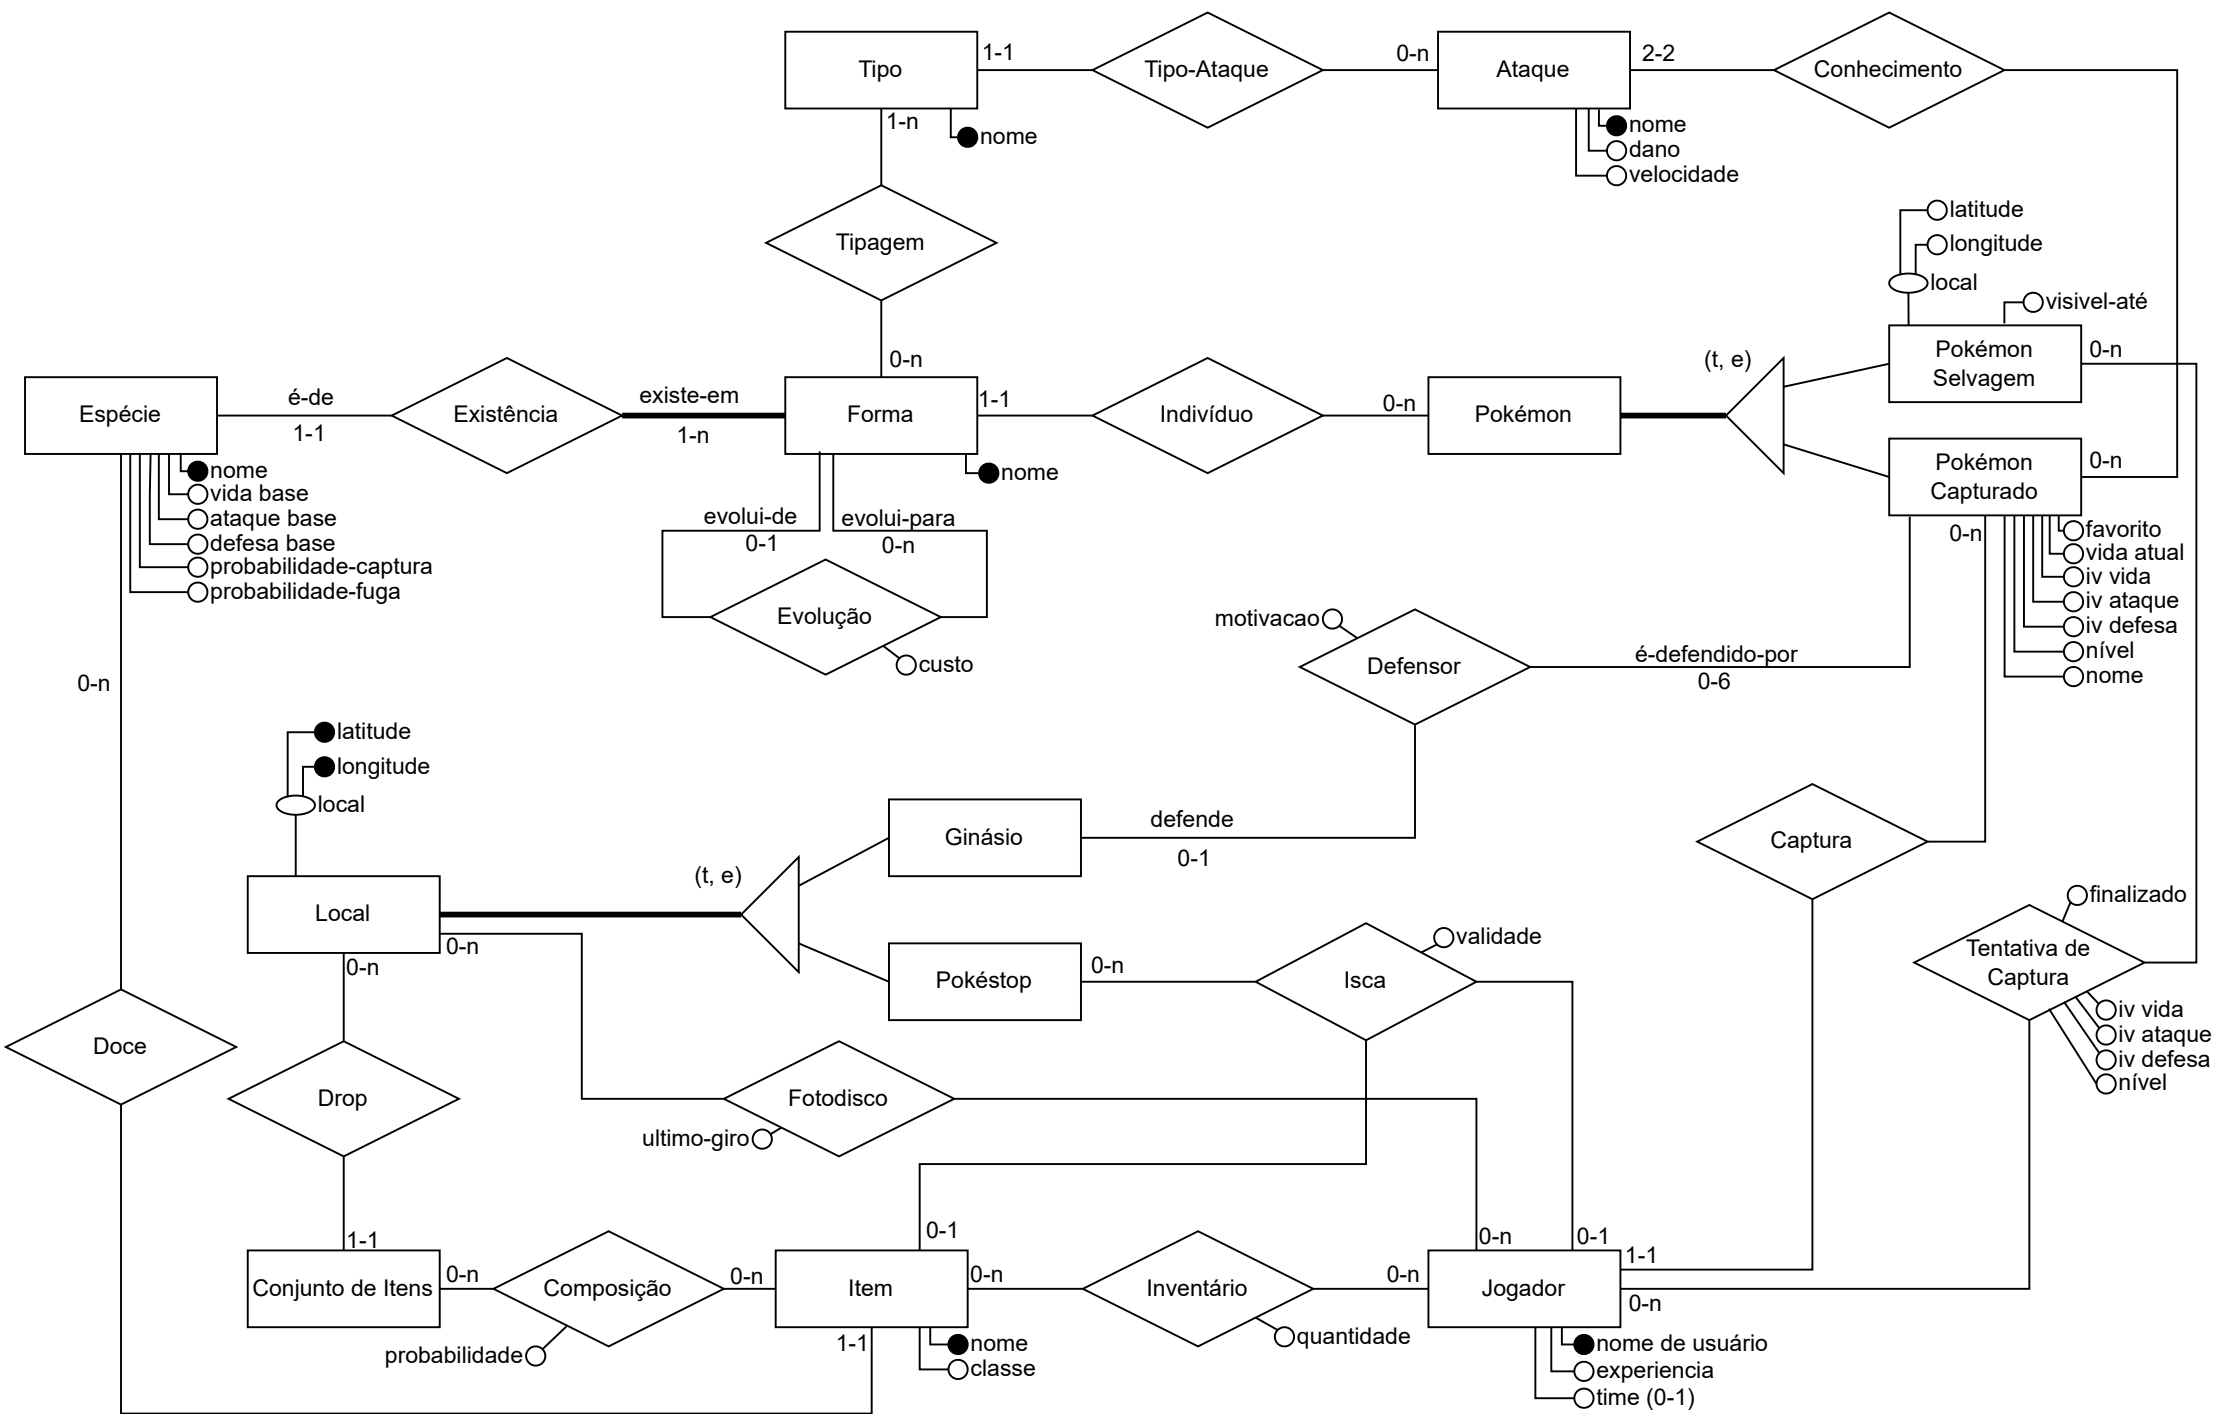 Tipo
1-1
Tipo-Ataque
0-n
Ataque
2-2
Conhecimento
1-n
nome
nome
dano
velocidade
Tipagem
latitude
longitude
local
visivel-até
0-n
Pokémon
Selvagem
0-n
(t, e)
Espécie
é-de
1-1
Existência
existe-em
1-n
Forma
1-1
Indivíduo
0-n
Pokémon
Pokémon
Capturado
0-n
nome
vida base
ataque base
defesa base
probabilidade-captura
probabilidade-fuga
nome
evolui-de
0-1
evolui-para
0-n
Evolução
custo
0-n
favorito
vida atual
iv vida
iv ataque
iv defesa
nível
nome
motivacao
Defensor
é-defendido-por
0-6
0-n
latitude
longitude
local
Ginásio
defende
0-1
Captura
(t, e)
Local
0-n
0-n
Pokéstop
0-n
Isca
validade
finalizado
Tentativa de
Captura
iv vida
iv ataque
iv defesa
nível
Doce
Drop
Fotodisco
ultimo-giro
1-1
0-1
0-n
0-1
1-1
Conjunto de Itens
0-n
Composição
0-n
Item
0-n
Inventário
0-n
Jogador
0-n
probabilidade
1-1
nome
classe
quantidade
nome de usuário
experiencia
time (0-1)